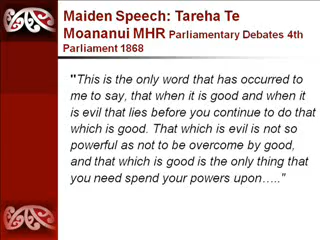 Maiden Speech: Tareha Te
Moananui MHR Parliamentary Debates 4th
Parliament 1868
"This is the only word that has occurred to
me to say, that when it is good and when it
is evil that lies before you continue to do that
which is good. That which is evil is not so
powerful as not to be overcome by good,
and that which is good is the only thing that
you need spend your powers upon….."